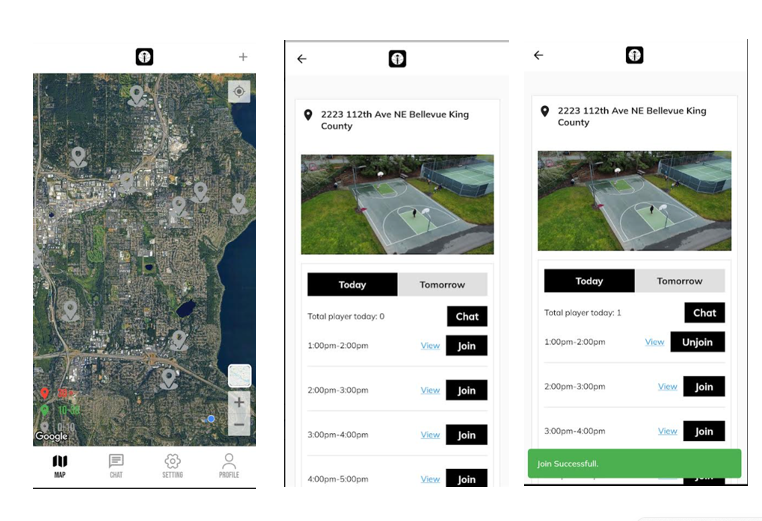 Google
MAP
CHAT
SETTING
PROFILE
2223 112th Ave NE Bellevue King
County
Today
Tomorrow
Total player today: 0
Chat
1:00pm-2:00pm
View
Join
2:00pm-3:00pm
View
Join
3:00pm-4:00pm
View
Join
4:00pm-5:00pm
View
Join
2223 112th Ave NE Bellevue King
County
Today
Tomorrow
Total player today: 1
Chat
1:00pm-2:00pm
View
Unjoin
2:00pm-3:00pm
View
Join
3:00pm-4:00pm
View
Join
Join Successfull.